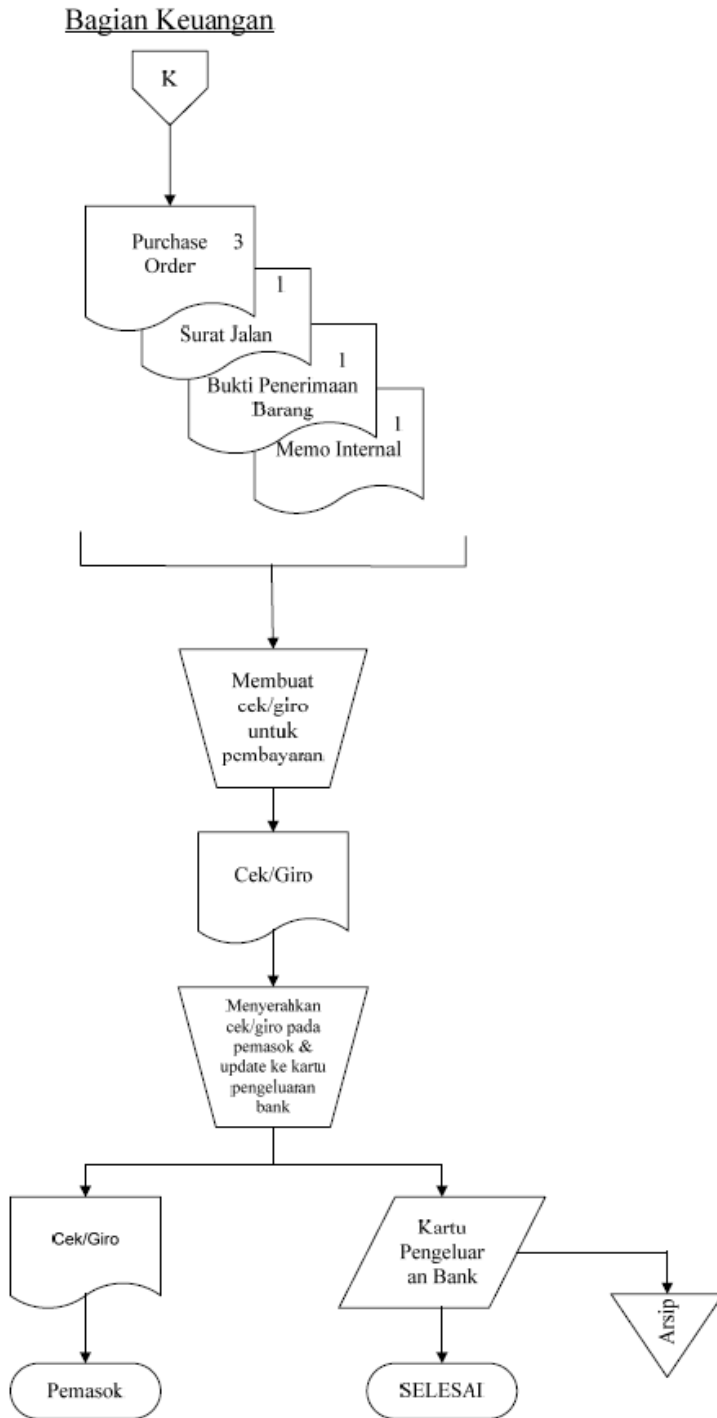 Bagian Keuangan
K
Purchase 3
Order
1
Surat Jalan
1
Bukti Penerimaan
Barang
1
Memo Internal
Membuat
cek/giro
untuk
pembayaran
Cek/Giro
Menyerahkan
cek/giro pada
pemasok &
update ke kartu
pengeluaran
bank
Cek/Giro
Kartu
Pengeluar
an Bank
Arsip
Pemasok
SELESAI